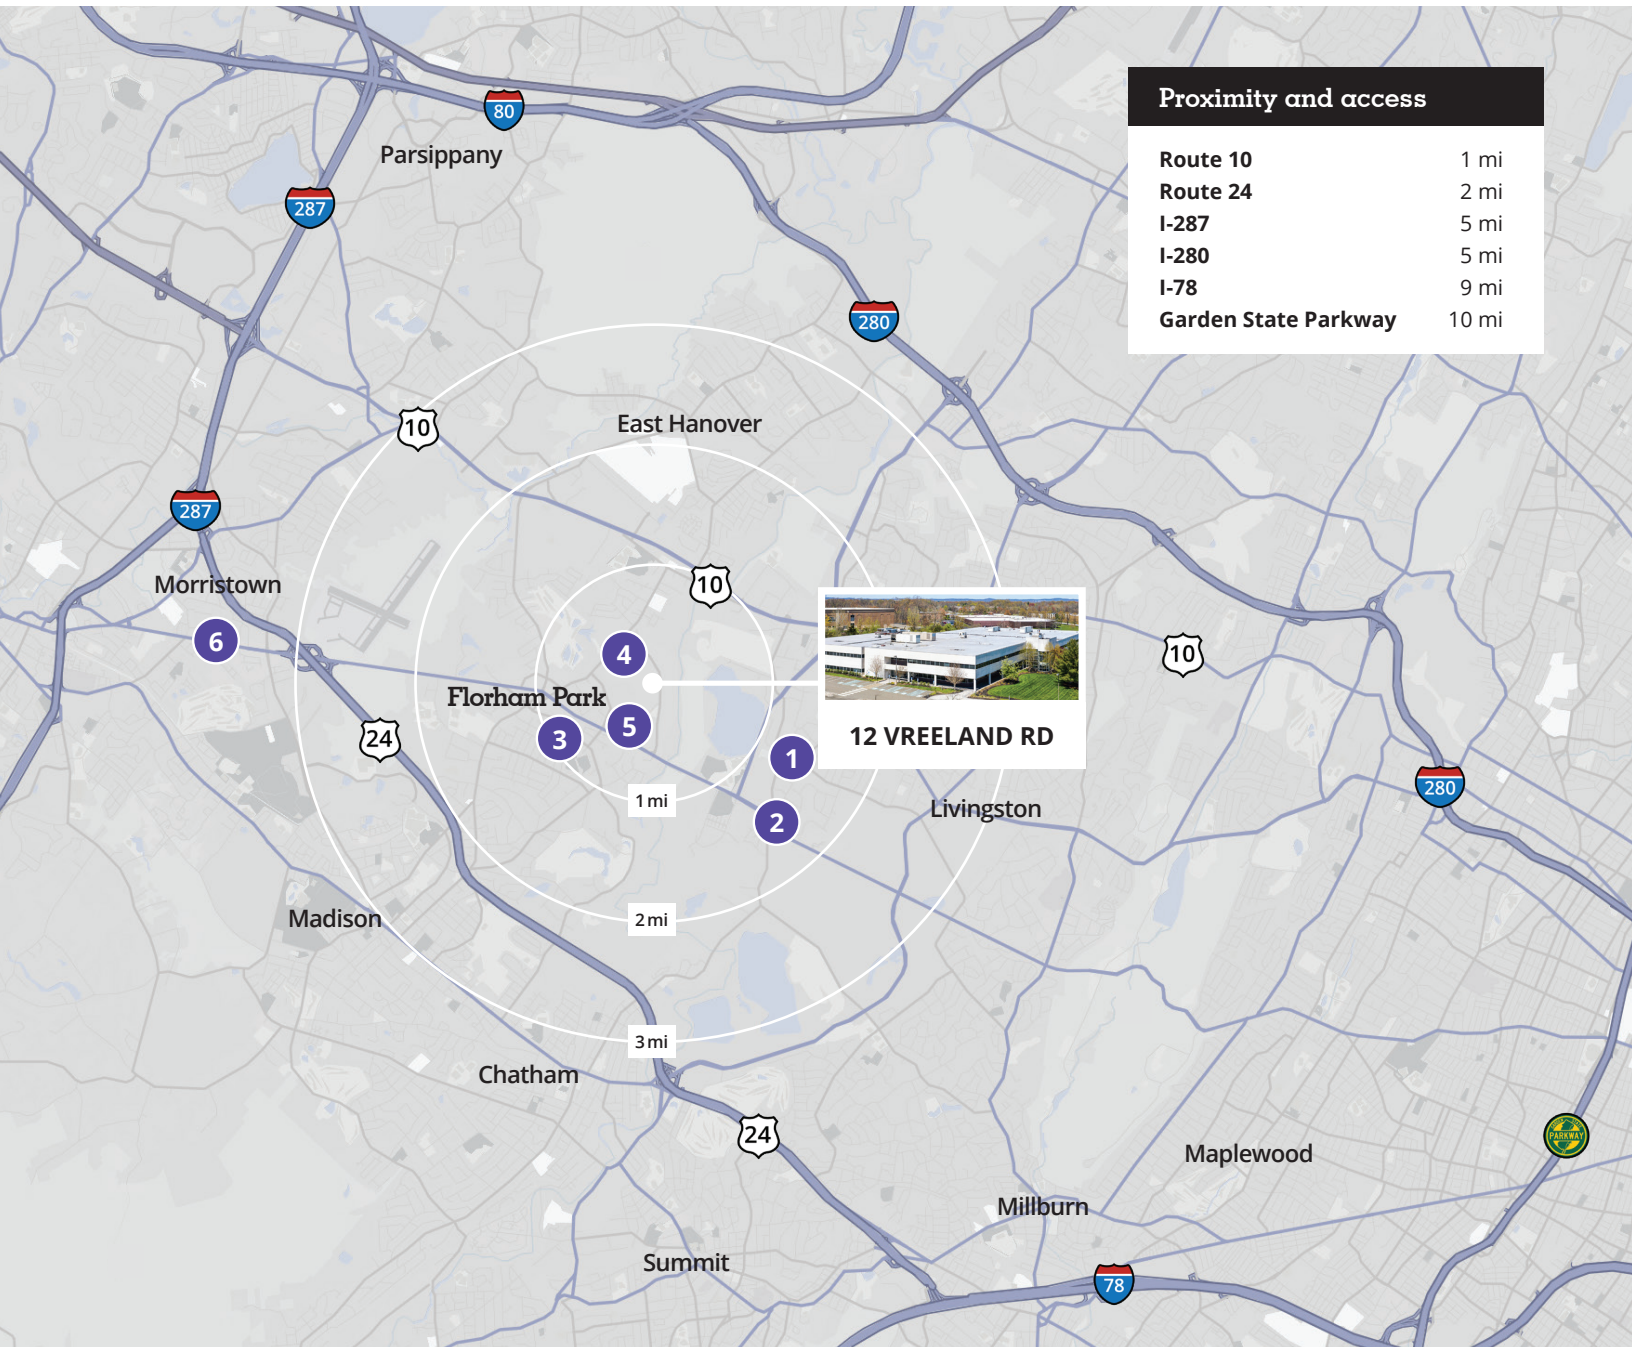 80
Parsippany
Proximity and access
Route 10 1 mi
Route 24 2 mi
I-287 5 mi
I-280 5 mi
I-78 9 mi
Garden State Parkway 10 mi
287
280
East Hanover
10
287
Morristown
10
6
4
10
Florham Park
24
3
5
12 VREELAND RD
1
280
1 mi
2
Livingston
Madison
2 mi
3 mi
Chatham
24
PARKWAY
Maplewood
Millburn
Summit
78